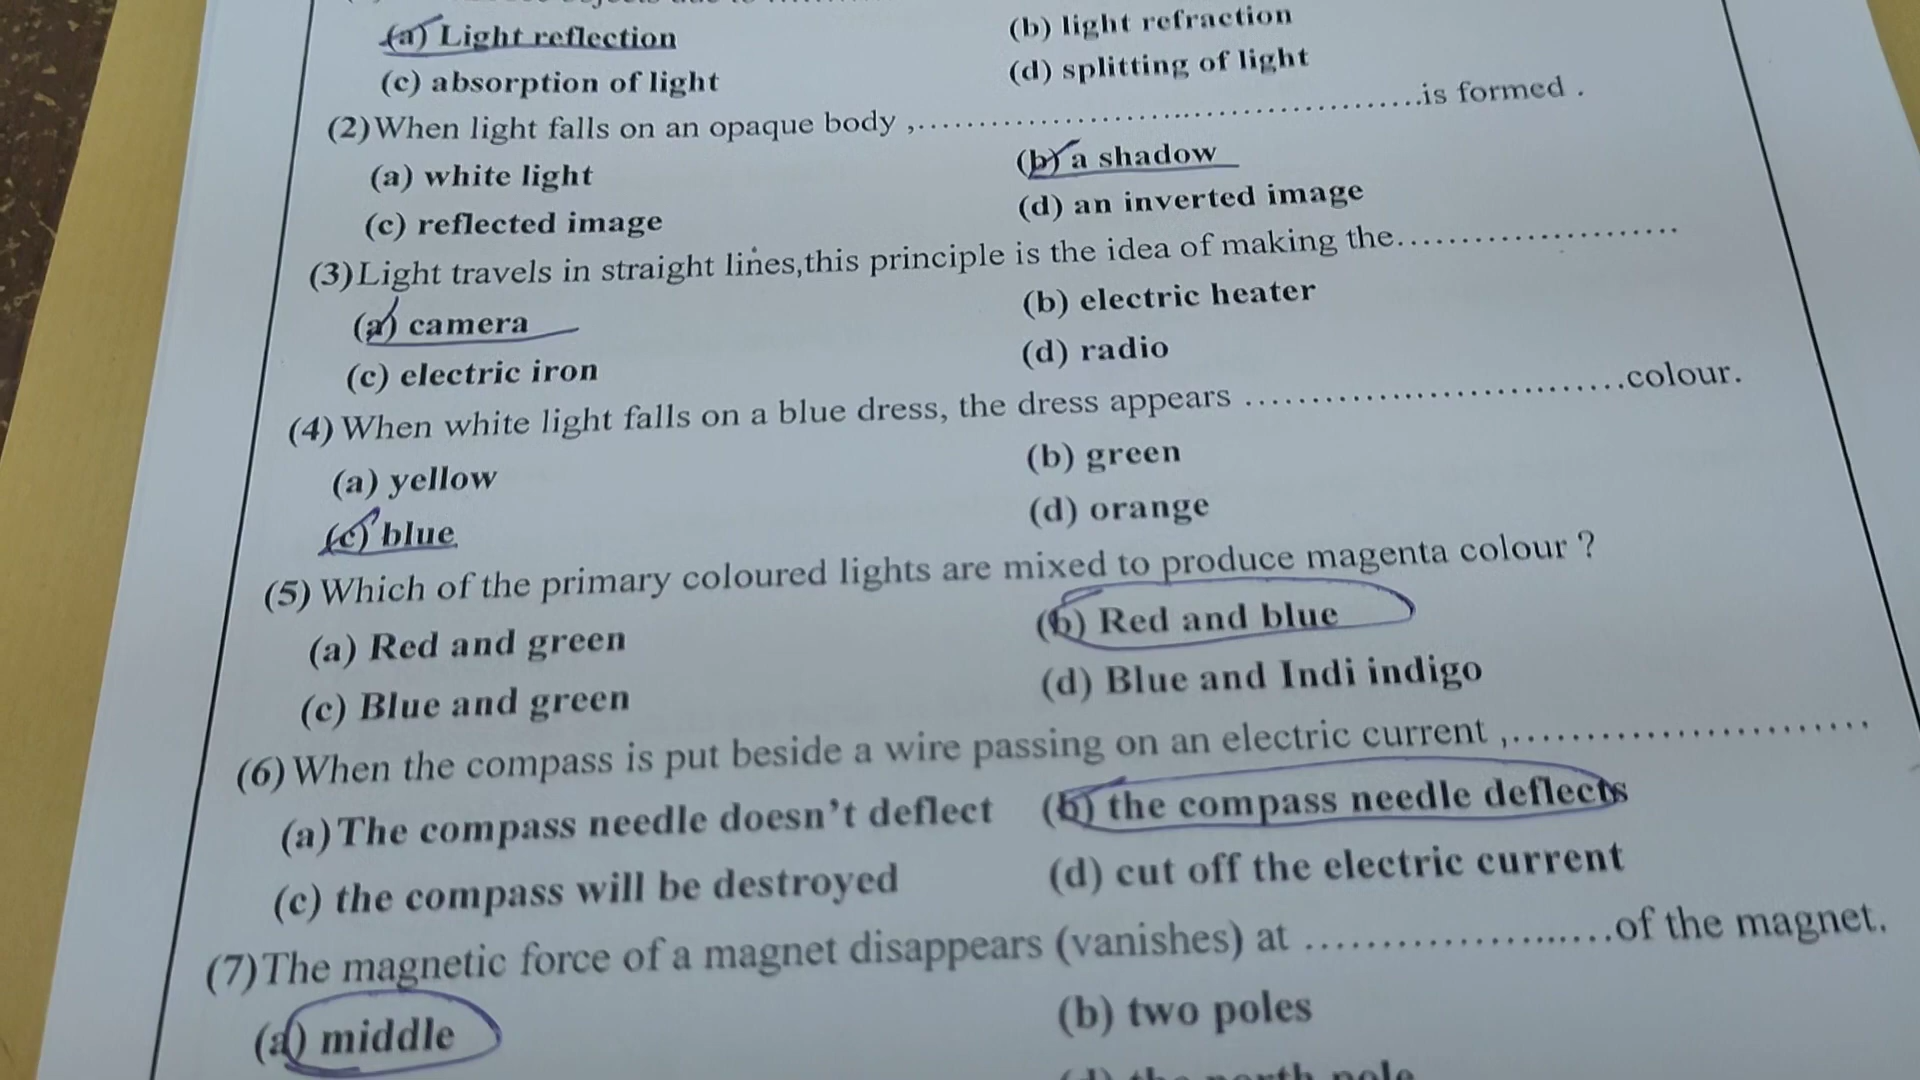 (a) Light reflection (b) light refraction
(c) absorption of light (d) splitting of light
(2) When light falls on an opaque body ,.......................................is formed .
(a) white light (b) a shadow
(c) reflected image (d) an inverted image
(3) Light travels in straight lines,this principle is the idea of making the......................
(a) camera (b) electric heater
(c) electric iron (d) radio
(4) When white light falls on a blue dress, the dress appears ..............................colour.
(a) yellow (b) green
(c) blue (d) orange
(5) Which of the primary coloured lights are mixed to produce magenta colour ?
(a) Red and green (b) Red and blue
(c) Blue and green (d) Blue and Indi indigo
(6) When the compass is put beside a wire passing on an electric current ,..........................
(a) The compass needle doesn't deflect (b) the compass needle deflects
(c) the compass will be destroyed (d) cut off the electric current
(7) The magnetic force of a magnet disappears (vanishes) at ......................of the magnet.
(a) middle (b) two poles
(d) the north pole